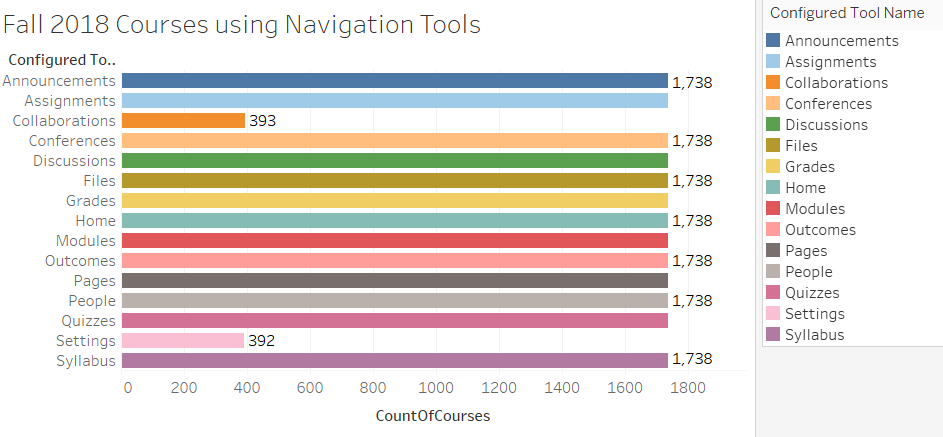 Fall 2018 Courses using Navigation Tools
Configured To..
Announcements 1,738
Assignments
Collaborations 393
Conferences 1,738
Discussions
Files 1,738
Grades
Home 1,738
Modules
Outcomes 1,738
Pages
People 1,738
Quizzes
Settings 392
Syllabus 1,738
0 200 400 600 800 1000 1200 1400 1600 1800
CountOfCourses
Configured Tool Name
Announcements
Assignments
Collaborations
Conferences
Discussions
Files
Grades
Home
Modules
Outcomes
Pages
People
Quizzes
Settings
Syllabus